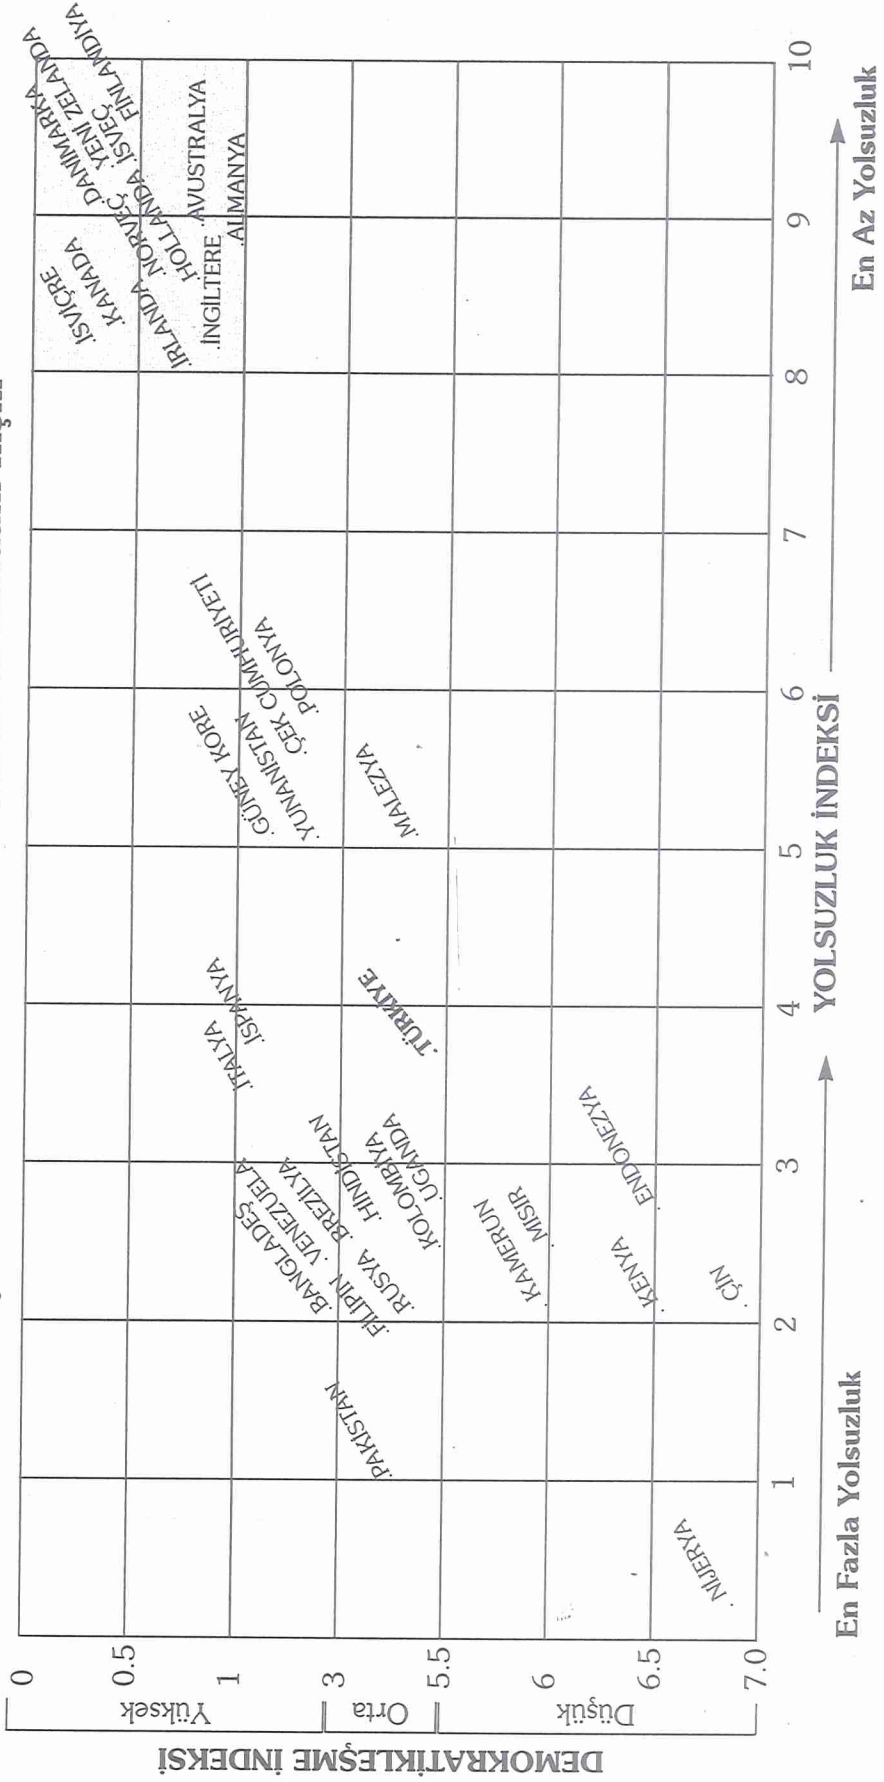 DEMOKRATİKLEŞME İNDEKSİ
Yüksek
Orta
Düşük
0
0.5
1
3
5.5
6
6.5
7.0
İSVİÇRE
KANADA
DANİMARKA
YENİ ZELANDA
İSVEÇ
FİNLANDİYA
NORVEÇ
İRLANDA
HOLLANDA
İNGİLTERE
AVUSTRALYA
ALMANYA
GÜNEY KORE
YUNANISTAN
ÇEK CUMHURİYETİ
POLONYA
MALEZYA
İTALYA
İSPANYA
TÜRKİYE
BANGLADEŞ
VENEZUELA
BREZİLYA
HİNDİSTAN
FİLİPİN
RUSYA
KOLOMBİYA
UGANDA
PAKİSTAN
KAMERUN
MISIR
ENDONEZYA
KENYA
ÇİN
NİJERYA
1
2
3
4
5
6
7
8
9
10
YOLSUZLUK İNDEKSİ
En Fazla Yolsuzluk
En Az Yolsuzluk